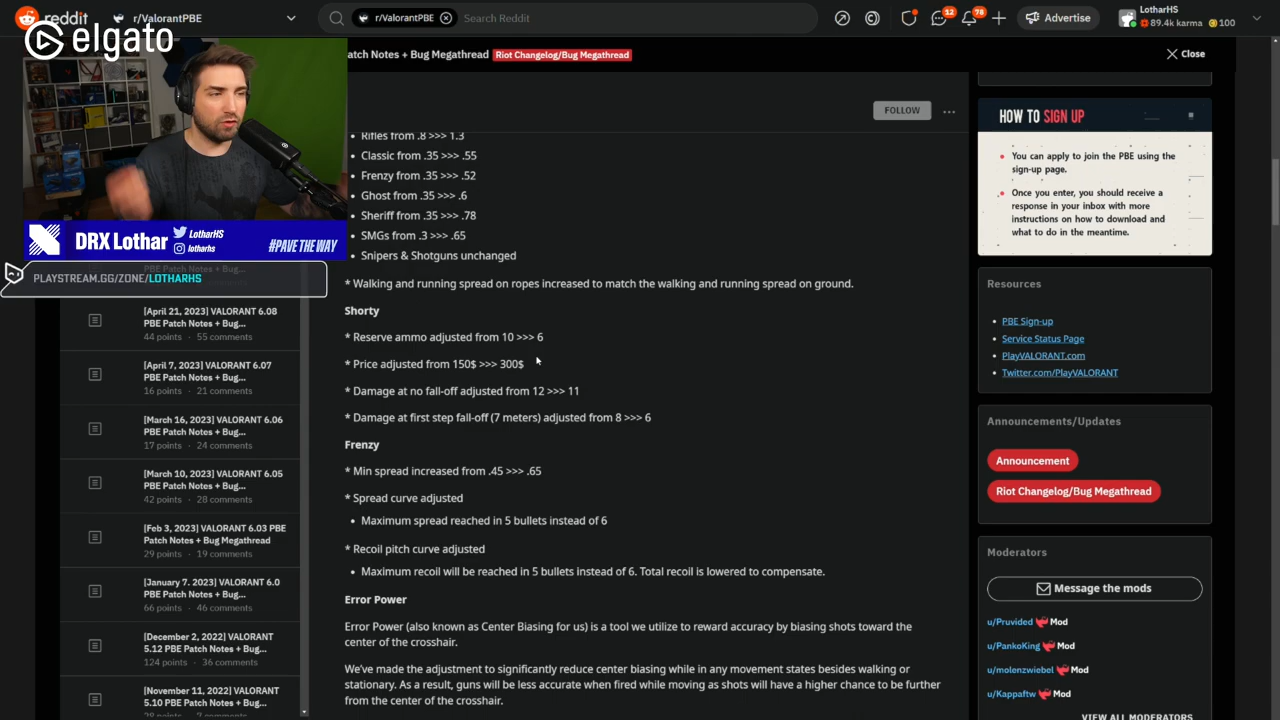 reddit
r/ValorantPBE
r/ValorantPBE
Search Reddit
12
78
Advertise
LotharHS
89.4k karma
100
elgato
atch Notes + Bug Megathread
Riot Changelog/Bug Megathread
Close
FOLLOW
• Rifles from .8 >>> 1.3
• Classic from .35 >>> .55
• Frenzy from .35 >>> .52
• Ghost from .35 >>> .6
• Sheriff from .35 >>> .78
• SMGs from .3 >>> .65
• Snipers & Shotguns unchanged
* Walking and running spread on ropes increased to match the walking and running spread on ground.
Shorty
* Reserve ammo adjusted from 10 >>> 6
* Price adjusted from 150$ >>> 300$
* Damage at no fall-off adjusted from 12 >>> 11
* Damage at first step fall-off (7 meters) adjusted from 8 >>> 6
Frenzy
* Min spread increased from .45 >>> .65
* Spread curve adjusted
• Maximum spread reached in 5 bullets instead of 6
* Recoil pitch curve adjusted
• Maximum recoil will be reached in 5 bullets instead of 6. Total recoil is lowered to compensate.
Error Power
Error Power (also known as Center Biasing for us) is a tool we utilize to reward accuracy by biasing shots toward the
center of the crosshair.
We've made the adjustment to significantly reduce center biasing while in any movement states besides walking or
stationary. As a result, guns will be less accurate when fired while moving as shots will have a higher chance to be further
from the center of the crosshair.
DRX Lothar
LotharHS
lotharhs
#PAVE THE WAY
PLAYSTREAM.GG/ZONE/LOTHARHS
[April 21, 2023] VALORANT 6.08
PBE Patch Notes + Bug...
44 points · 55 comments
[April 7, 2023] VALORANT 6.07
PBE Patch Notes + Bug...
16 points · 21 comments
[March 16, 2023] VALORANT 6.06
PBE Patch Notes + Bug...
17 points · 24 comments
[March 10, 2023] VALORANT 6.05
PBE Patch Notes + Bug...
42 points · 28 comments
[Feb 3, 2023] VALORANT 6.03 PBE
Patch Notes + Bug Megathread
29 points · 19 comments
[January 7. 2023] VALORANT 6.0
PBE Patch Notes + Bug...
66 points · 46 comments
[December 2, 2022] VALORANT
5.12 PBE Patch Notes + Bug...
124 points · 36 comments
[November 11, 2022] VALORANT
5.10 PBE Patch Notes + Bug...
HOW TO SIGN UP
• You can apply to join the PBE using the
sign-up page.
• Once you enter, you should receive a
response in your inbox with more
instructions on how to download and
what to do in the meantime.
Resources
• PBE Sign-up
• Service Status Page
• PlayVALORANT.com
• Twitter.com/PlayVALORANT
Announcements/Updates
Announcement
Riot Changelog/Bug Megathread
Moderators
Message the mods
u/Pruvided Mod
u/PankoKing Mod
u/molenzwiebel Mod
u/Kappaftw Mod
VIEW ALL MODERATORS